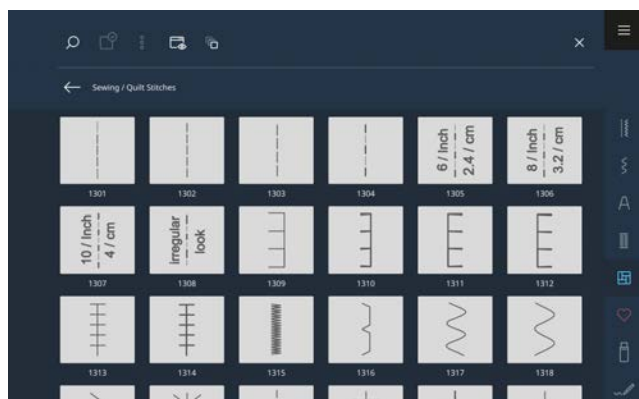 Sewing / Quilt Stitches
6 / Inch
2.4 / cm
8 / Inch
3.2 / cm
1301 1302 1303 1304 1305 1306
10 / Inch
4 / cm
irregular
look
1307 1308 1309 1310 1311 1312
1313 1314 1315 1316 1317 1318
A